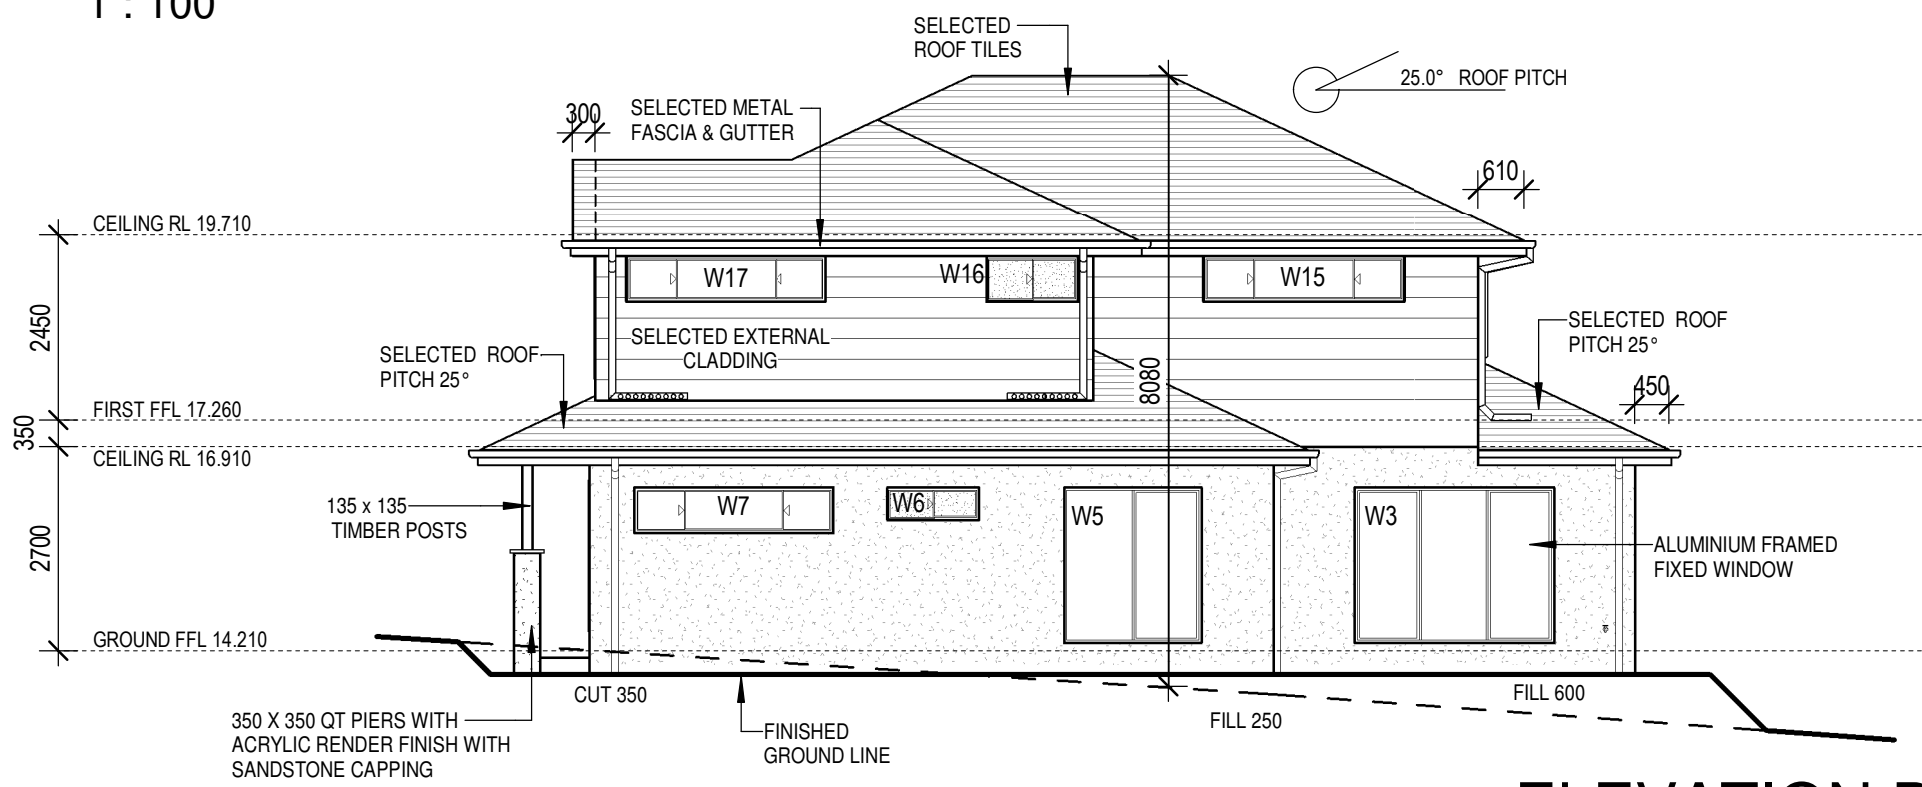 1 : 100
SELECTED
ROOF TILES
25.0° ROOF PITCH
300
SELECTED METAL
FASCIA & GUTTER
610
CEILING RL 19.710
W17
W16
W15
2450
SELECTED EXTERNAL
CLADDING
SELECTED ROOF
PITCH 25°
SELECTED ROOF
PITCH 25°
8080
450
FIRST FFL 17.260
350
CEILING RL 16.910
135 x 135
TIMBER POSTS
W7
W6
W5
W3
2700
ALUMINIUM FRAMED
FIXED WINDOW
GROUND FFL 14.210
CUT 350
FILL 600
FILL 250
350 X 350 QT PIERS WITH
ACRYLIC RENDER FINISH WITH
SANDSTONE CAPPING
FINISHED
GROUND LINE
ELEVATION